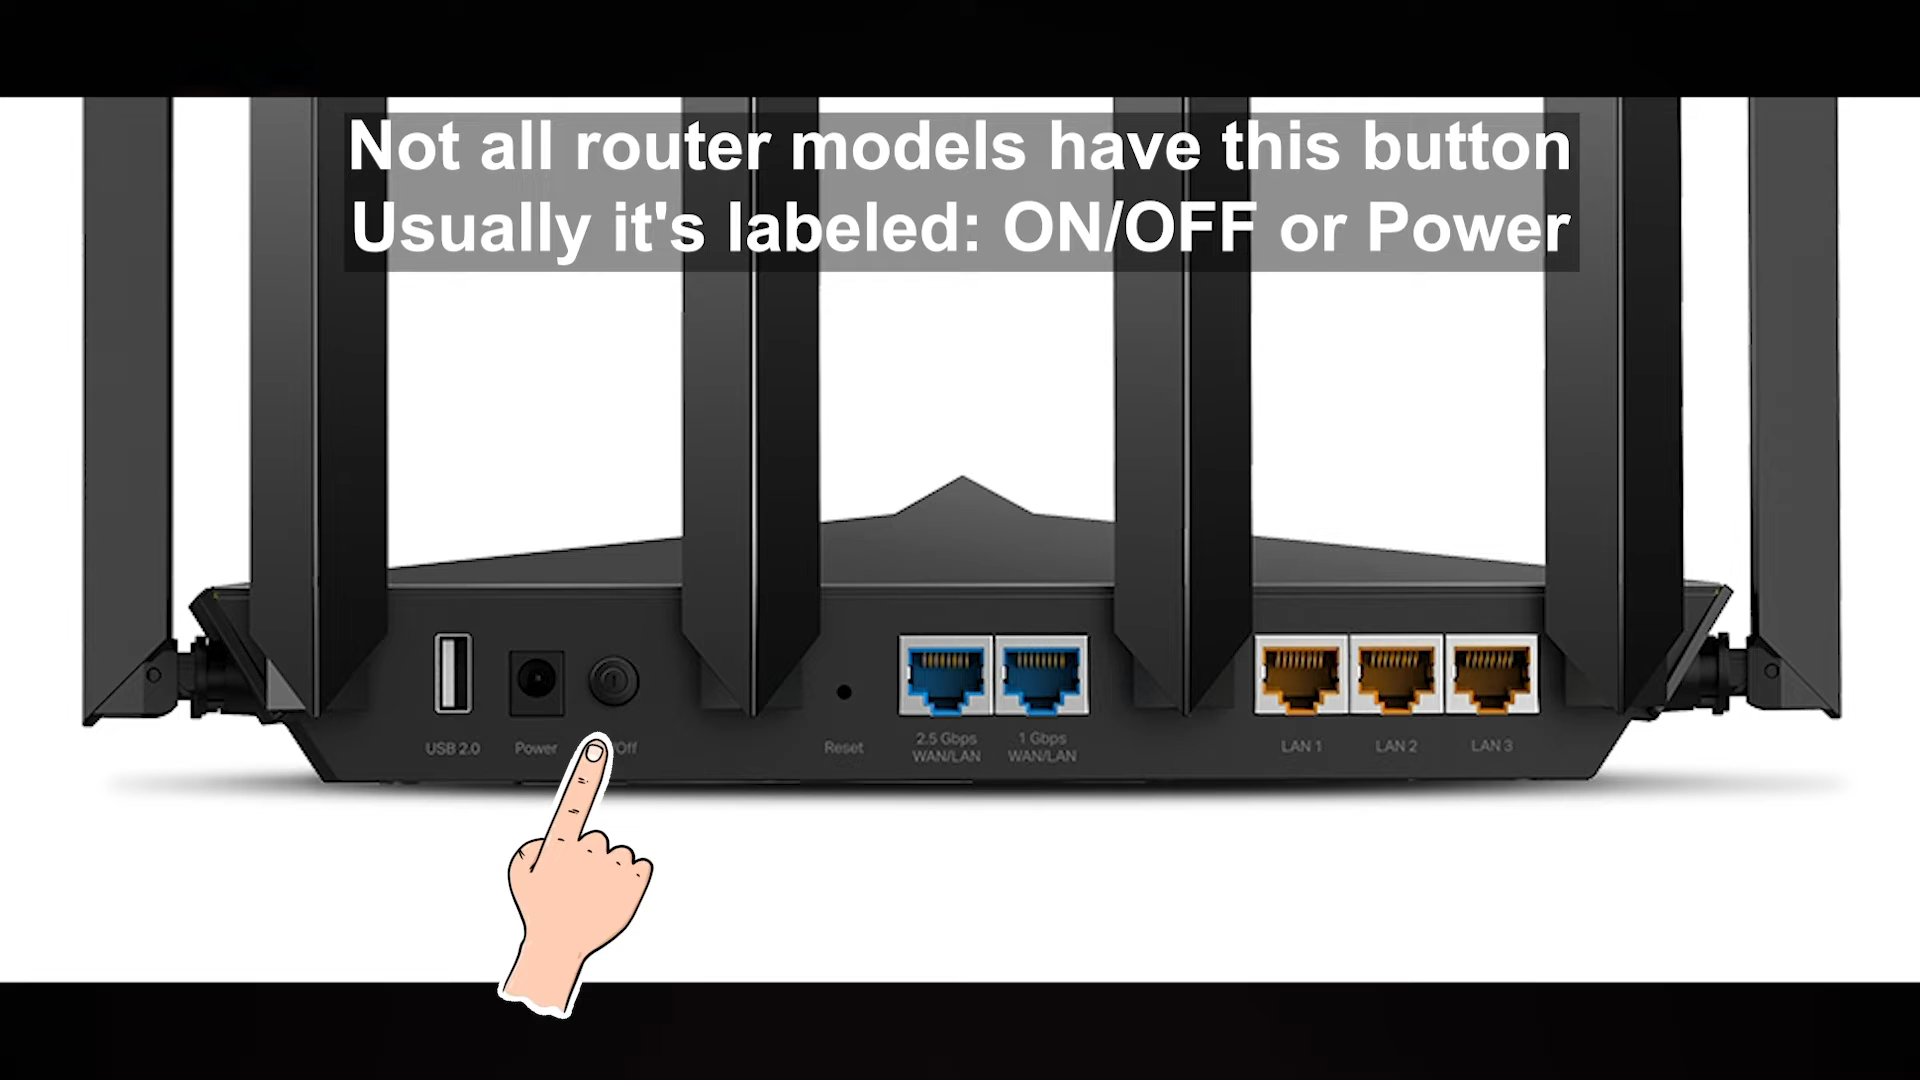 Not all router models have this button
Usually it's labeled: ON/OFF or Power
USB 2.0
Power
/Off
Reset
2.5 Gbps
WAN/LAN
1 Gbps
WAN/LAN
LAN 1
LAN 2
LAN 3